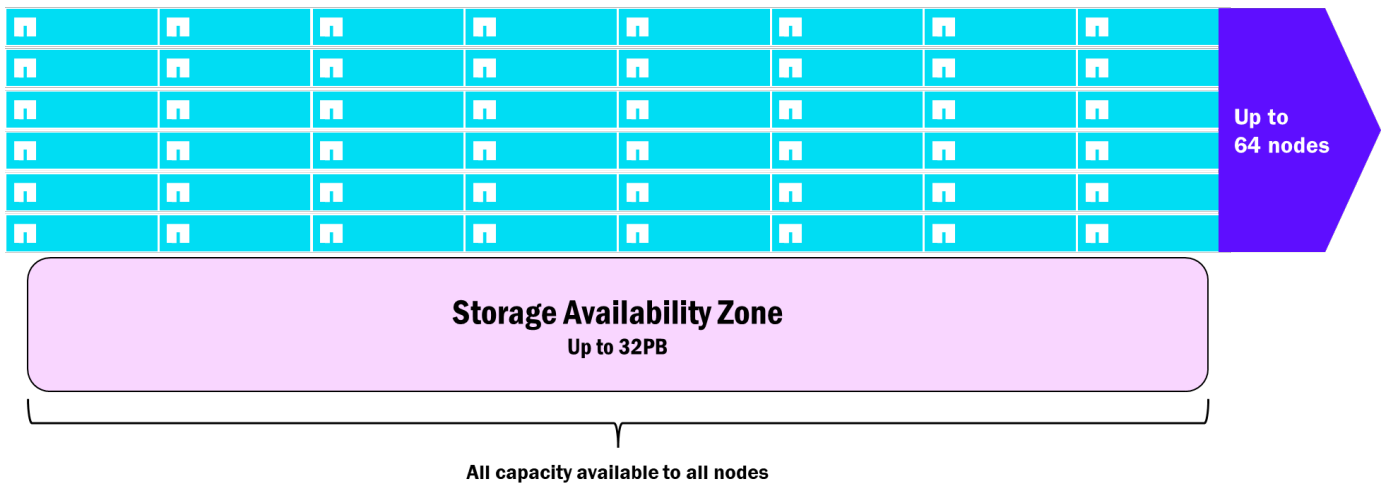 Up to
64 nodes
Storage Availability Zone
Up to 32PB
All capacity available to all nodes